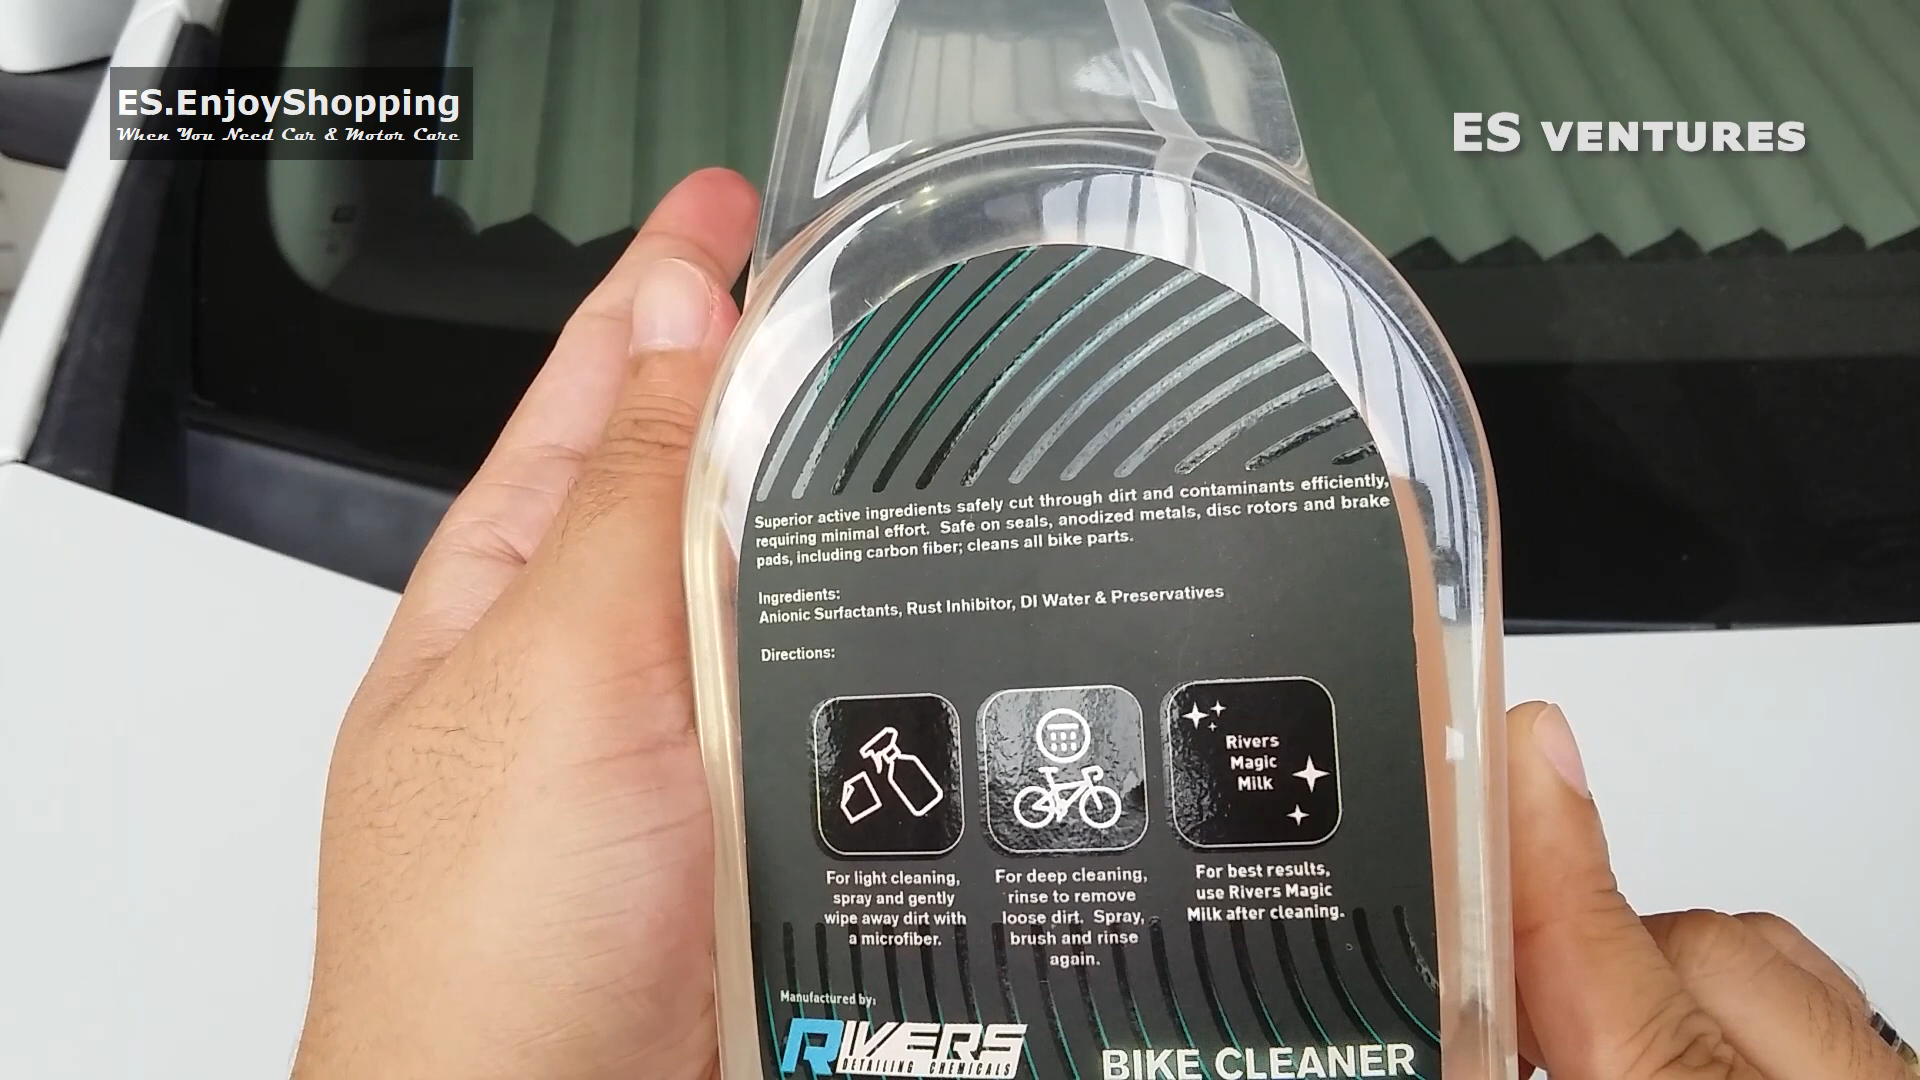 ES.EnjoyShopping
When You Need Car & Motor Care
ES VENTURES
Superior active ingredients safely cut through dirt and contaminants efficiently,
requiring minimal effort. Safe on seals, anodized metals, disc rotors and brake
pads, including carbon fiber; cleans all bike parts.
Ingredients:
Anionic Surfactants, Rust Inhibitor, DI Water & Preservatives
Directions:
Rivers
Magic
Milk
For light cleaning,
spray and gently
wipe away dirt with
a microfiber.
For deep cleaning,
rinse to remove
loose dirt. Spray,
brush and rinse
again.
For best results,
use Rivers Magic
Milk after cleaning.
Manufactured by:
RIVERS
DETAILING CHEMICALS
BIKE CLEANER